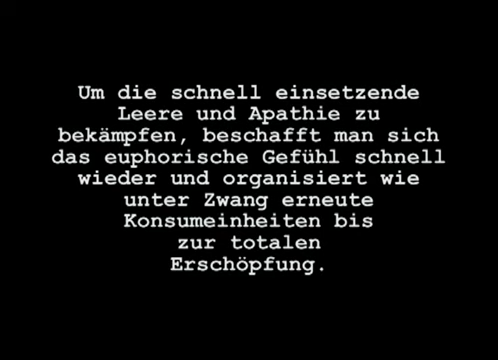 Um die schnell einsetzende
Leere und Apathie zu
bekämpfen, beschafft man sich
das euphorische Gefühl schnell
wieder und organisiert wie
unter Zwang erneute
Konsumeinheiten bis
zur totalen
Erschöpfung.